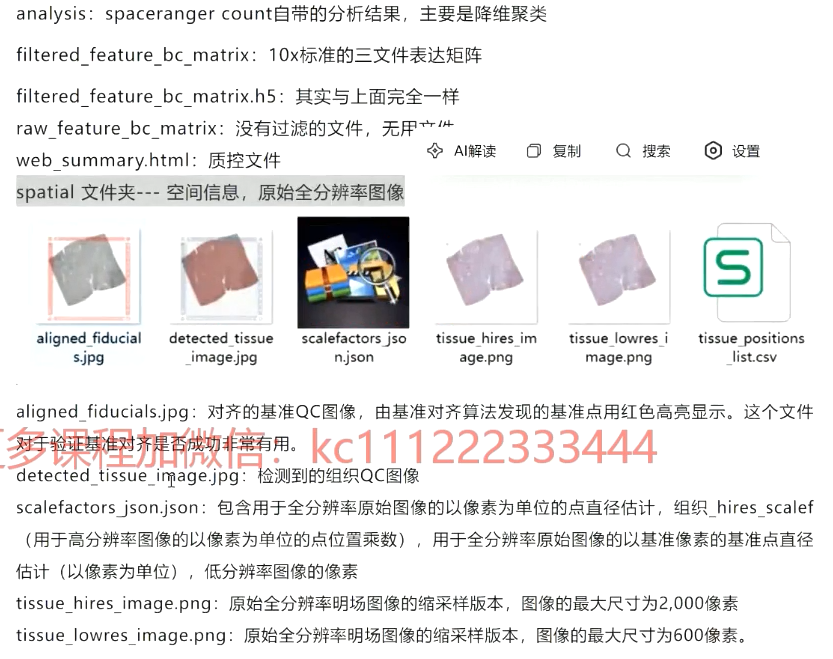 analysis：spaceranger count自带的分析结果，主要是降维聚类
filtered_feature_bc_matrix：10x标准的三文件表达矩阵
filtered_feature_bc_matrix.h5：其实与上面完全一样
raw_feature_bc_matrix：没有过滤的文件，无用文件
web_summary.html：质控文件
AI解读 复制 搜索 设置
spatial 文件夹--- 空间信息，原始全分辨率图像
aligned_fiducial
s.jpg
detected_tissue
_image.jpg
scalefactors_jso
n.json
tissue_hires_im
age.png
tissue_lowres_i
mage.png
tissue_positions
_list.csv
aligned_fiducials.jpg：对齐的基准QC图像，由基准对齐算法发现的基准点用红色高亮显示。这个文件
对于验证基准对齐是否成功非常有用。
多课程加微信：kc111222333444
detected_tissue_image.jpg：检测到的组织QC图像
scalefactors_json.json：包含用于全分辨率原始图像的以像素为单位的点直径估计，组织_hires_scalef
（用于高分辨率图像的以像素为单位的点位置乘数），用于全分辨率原始图像的以基准像素的基准点直径
估计（以像素为单位），低分辨率图像的像素
tissue_hires_image.png：原始全分辨率明场图像的缩采样版本，图像的最大尺寸为2,000像素
tissue_lowres_image.png：原始全分辨率明场图像的缩采样版本，图像的最大尺寸为600像素。